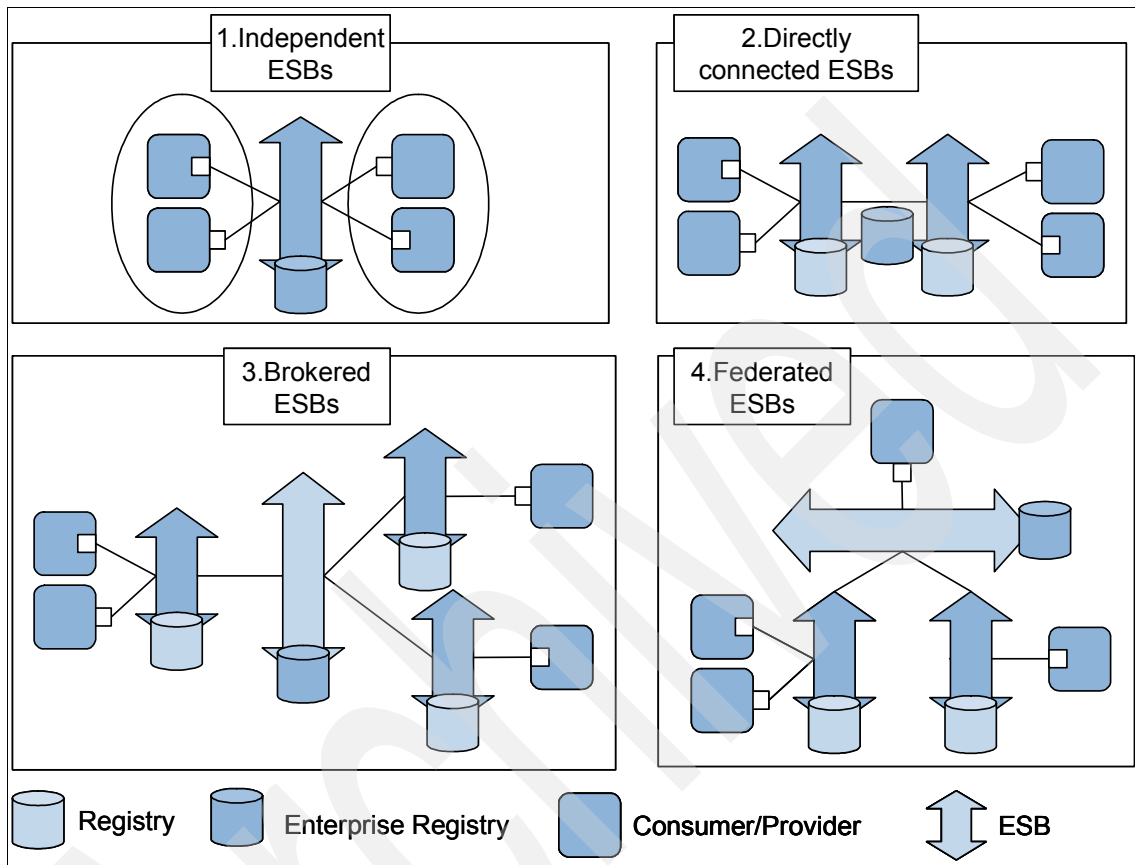 1.Independent
ESBs
2.Directly
connected ESBs
3.Brokered
ESBs
4.Federated
ESBs
Registry
Enterprise Registry
Consumer/Provider
ESB